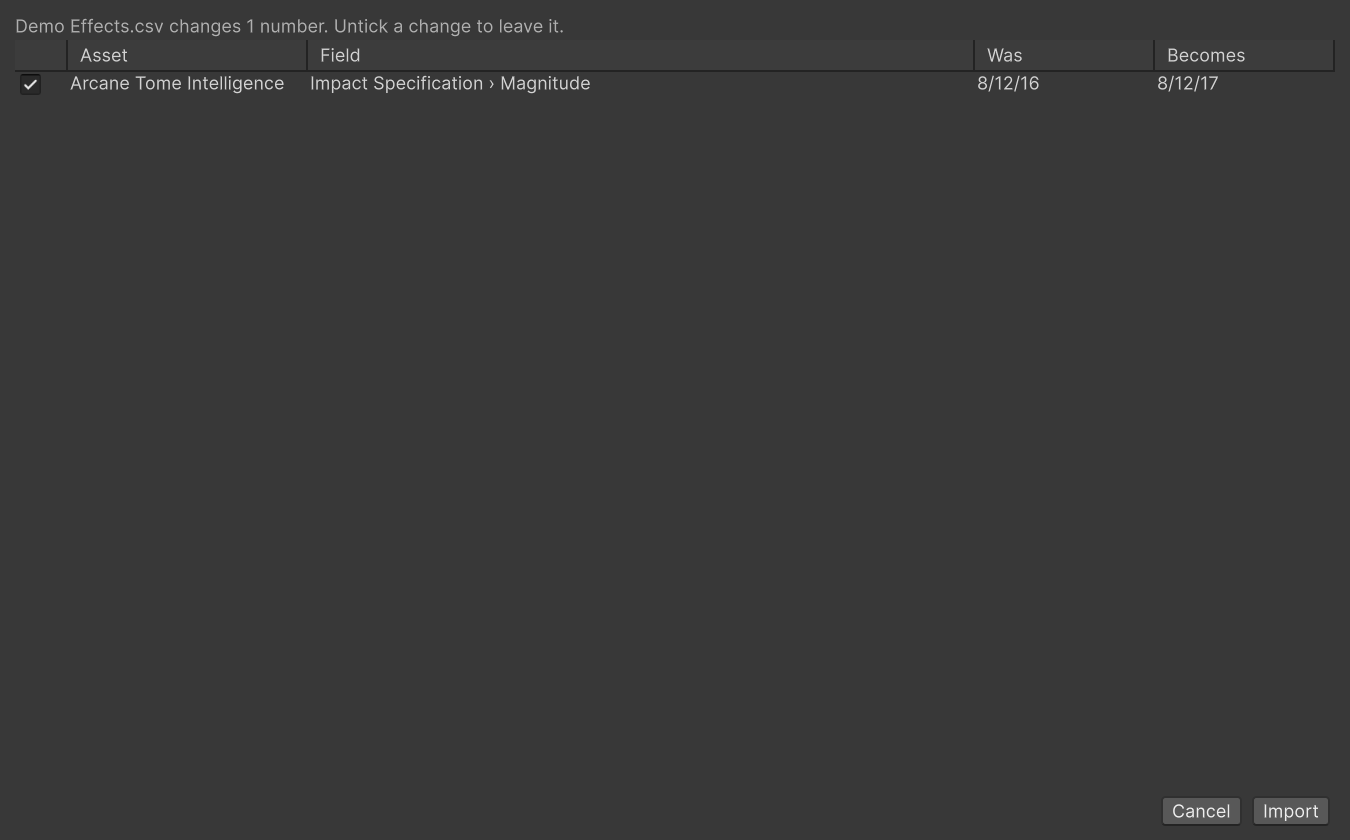 Demo Effects.csv changes 1 number. Untick a change to leave it.
Asset Field Was Becomes
Arcane Tome Intelligence Impact Specification › Magnitude 8/12/16 8/12/17
Cancel Import